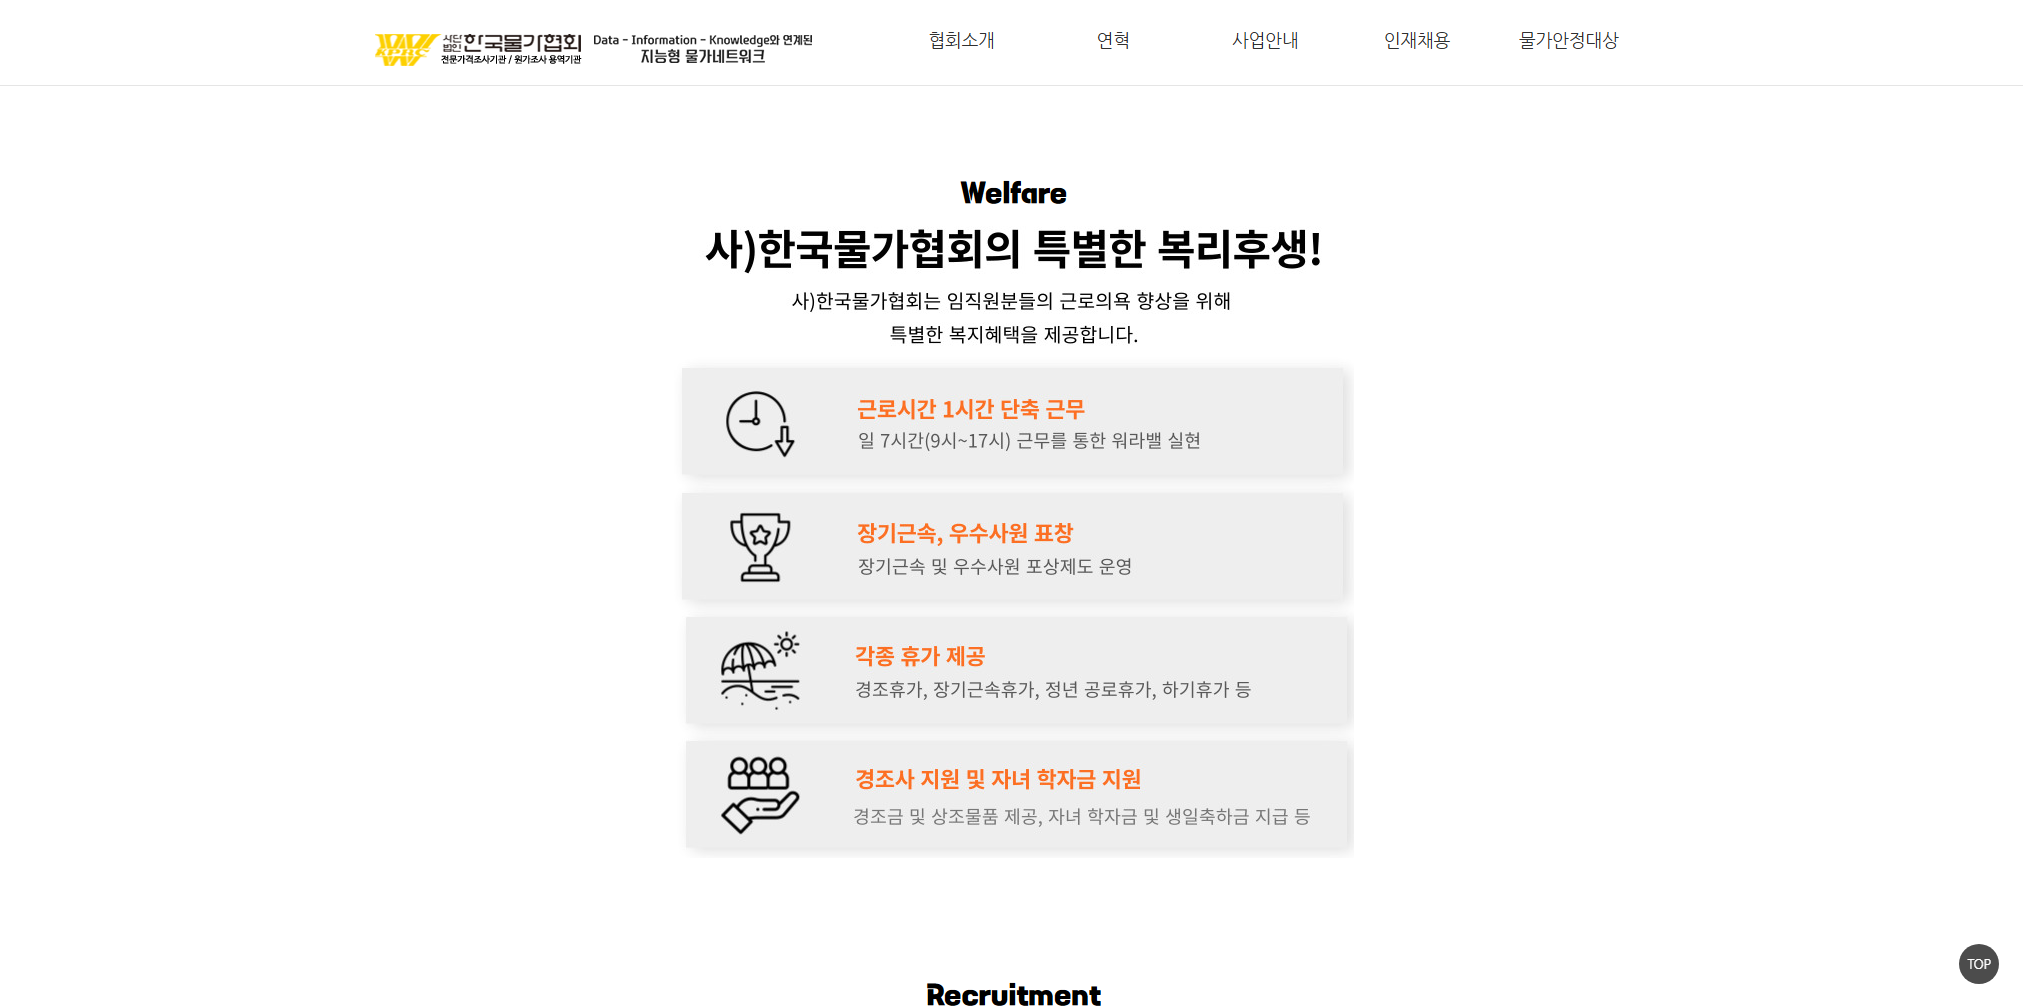 사단법인 한국물가협회
전문가격조사기관 / 원가조사 용역기관
Data - Information - Knowledge와 연계된
지능형 물가네트워크
협회소개 연혁 사업안내 인재채용 물가안정대상
Welfare
사)한국물가협회의 특별한 복리후생!
사)한국물가협회는 임직원분들의 근로의욕 향상을 위해
특별한 복지혜택을 제공합니다.
근로시간 1시간 단축 근무
일 7시간(9시~17시) 근무를 통한 워라밸 실현
장기근속, 우수사원 표창
장기근속 및 우수사원 포상제도 운영
각종 휴가 제공
경조휴가, 장기근속휴가, 정년 공로휴가, 하기휴가 등
경조사 지원 및 자녀 학자금 지원
경조금 및 상조물품 제공, 자녀 학자금 및 생일축하금 지급 등
TOP
Recruitment